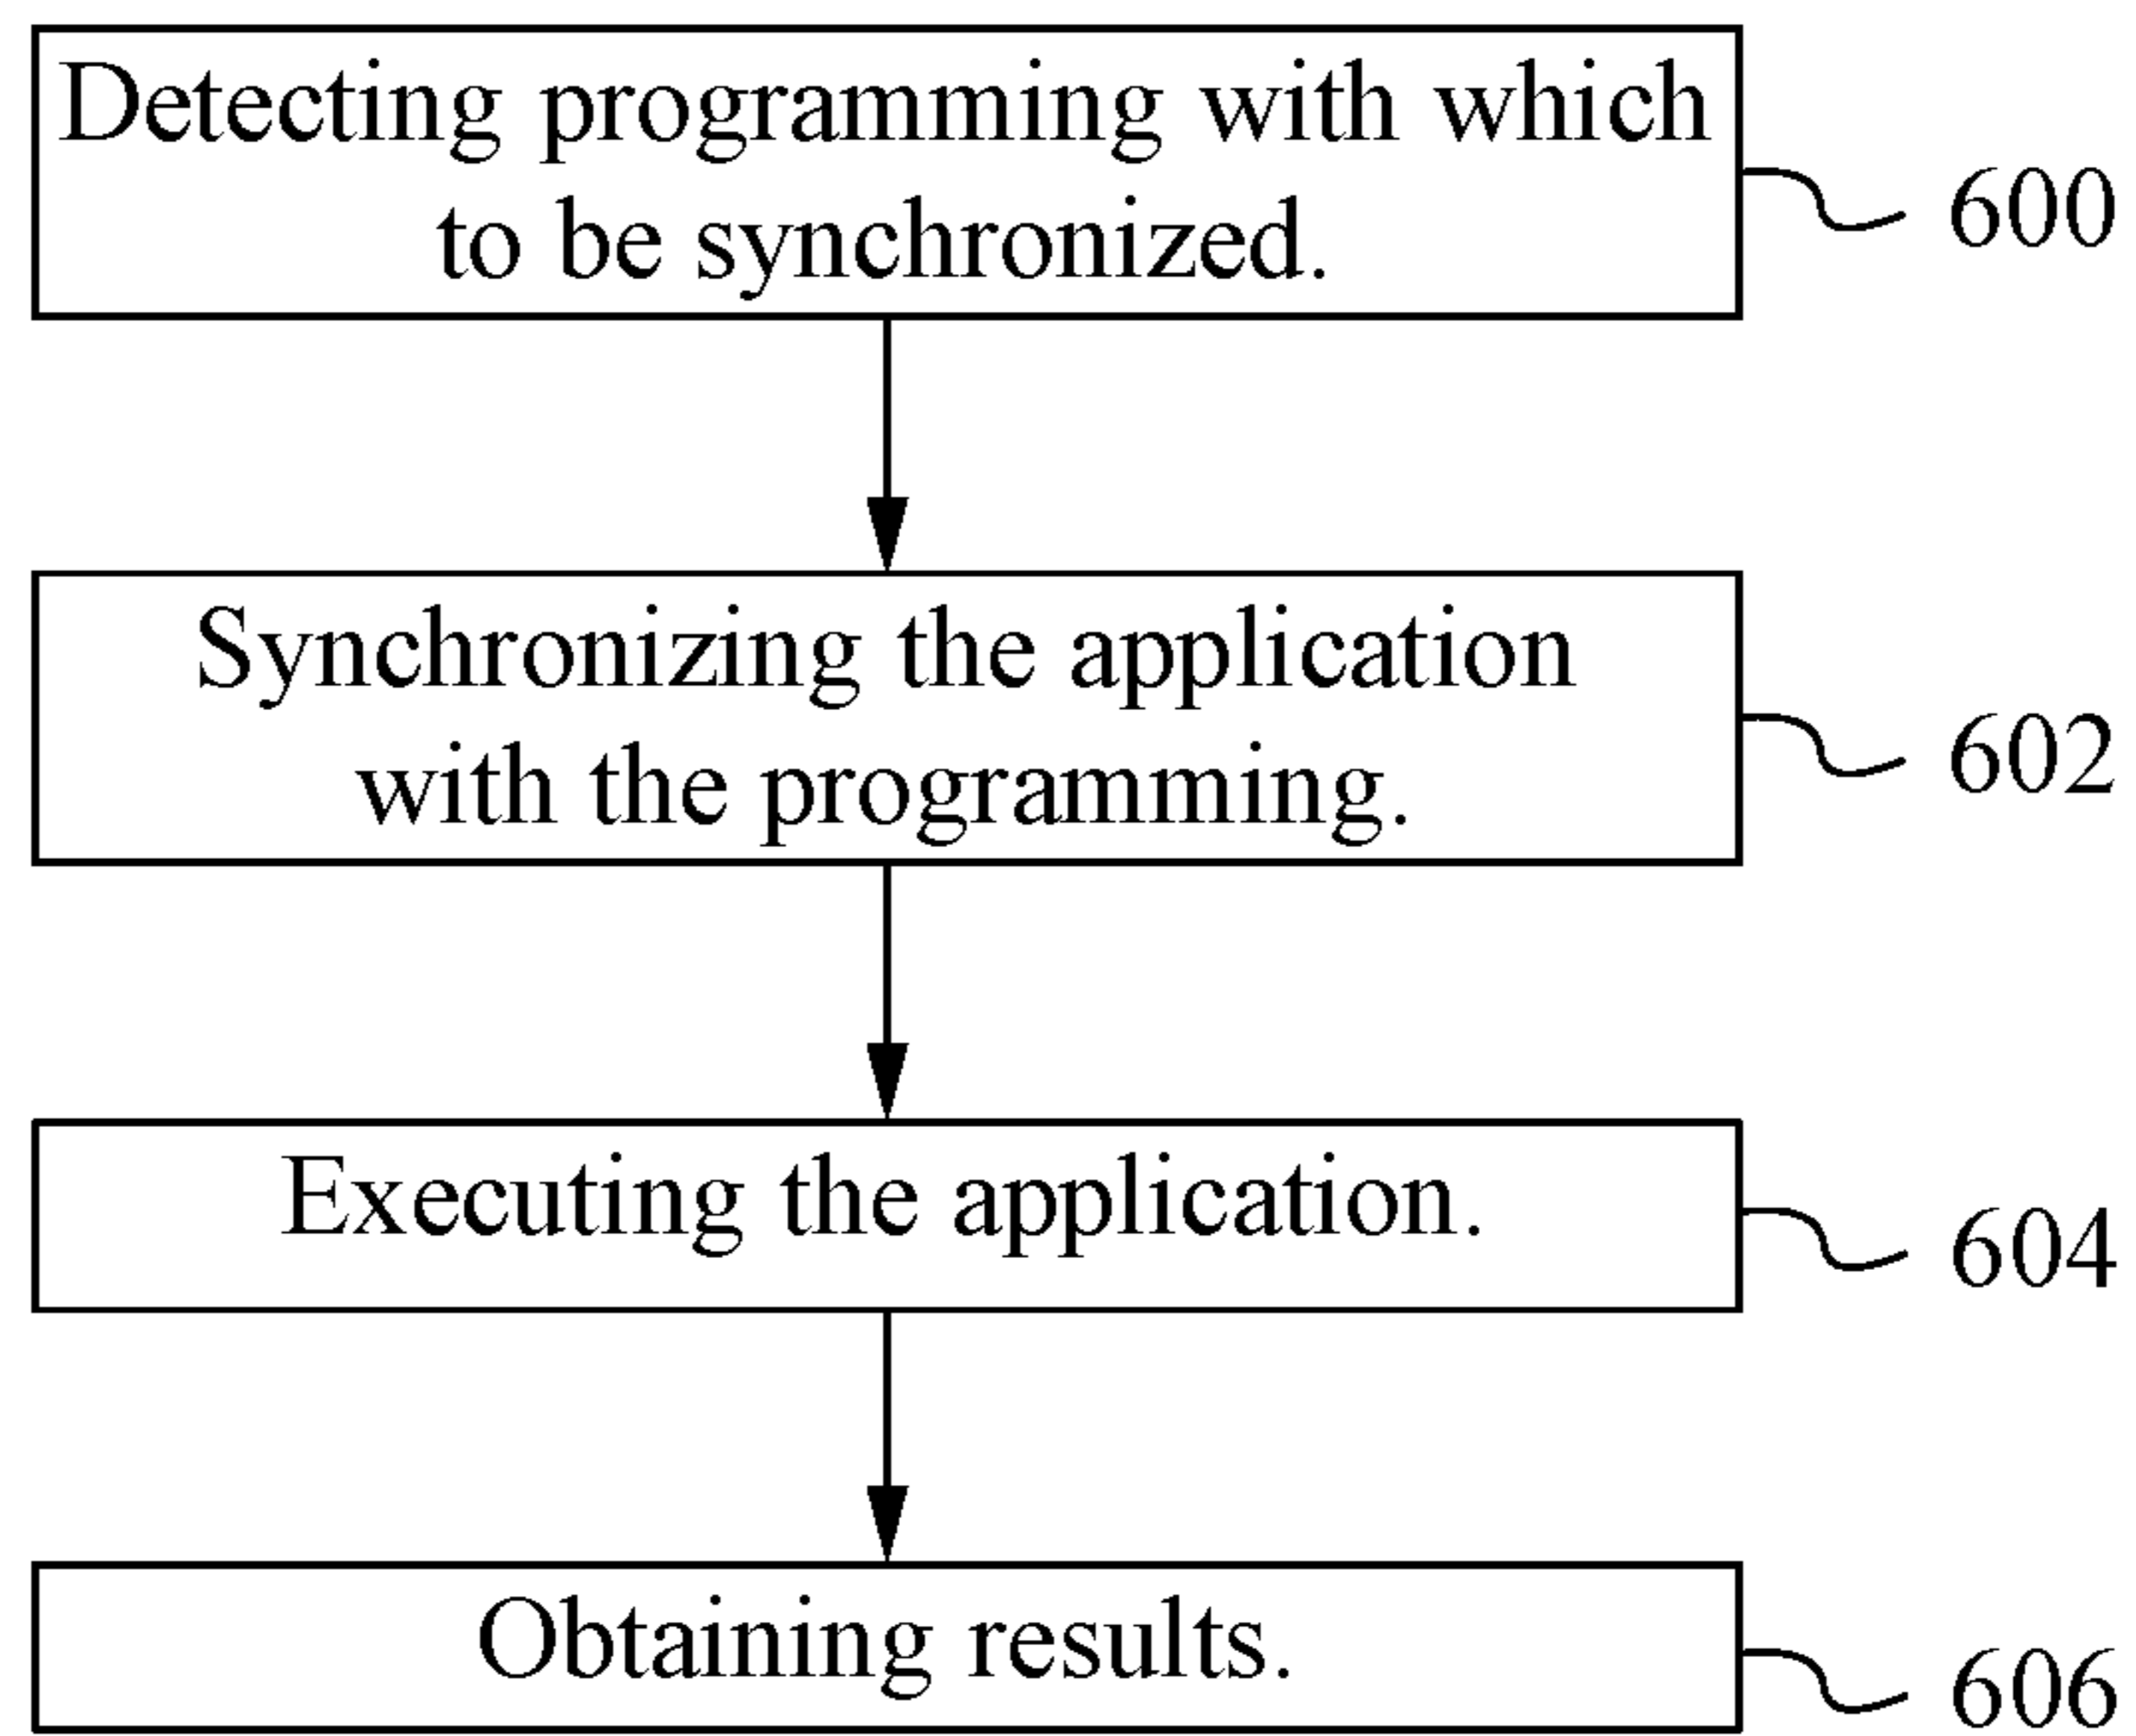 Detecting programming with which
to be synchronized.
600
Synchronizing the application
with the programming.
602
Executing the application.
604
Obtaining results.
606